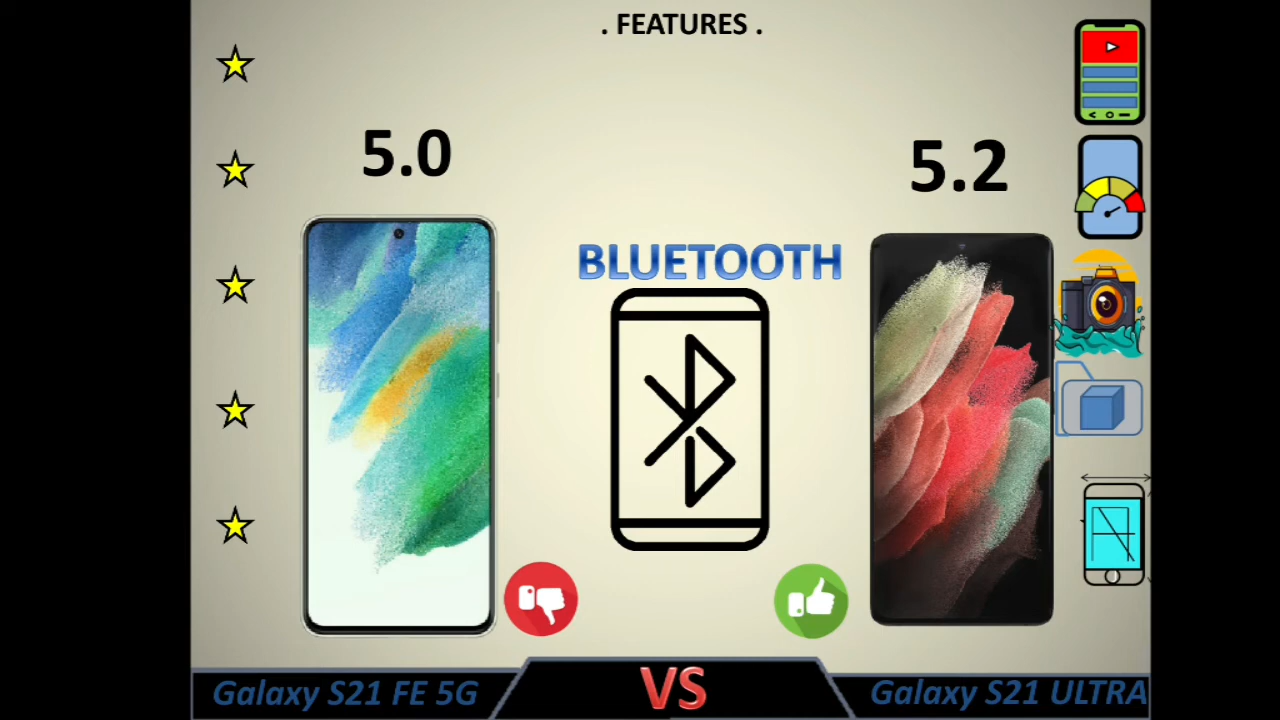 . FEATURES .
5.0
5.2
BLUETOOTH
Galaxy S21 FE 5G
VS
Galaxy S21 ULTRA